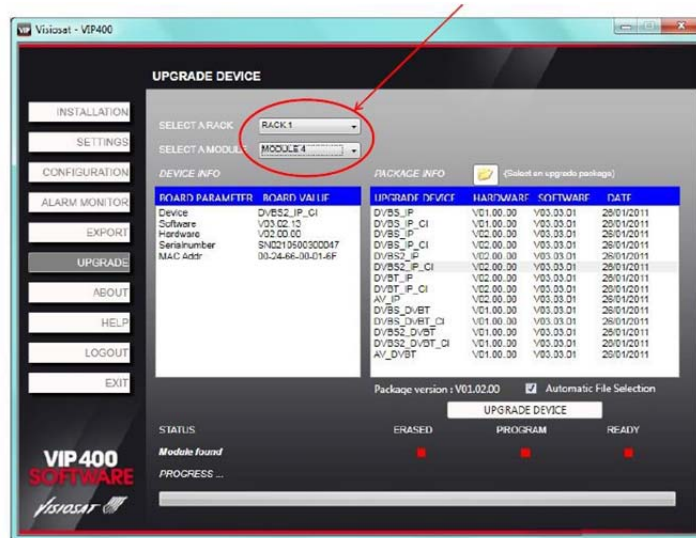 VIP Visiosat - VIP400
UPGRADE DEVICE
INSTALLATION
SETTINGS
CONFIGURATION
ALARM MONITOR
EXPORT
UPGRADE
ABOUT
HELP
LOGOUT
EXIT
SELECT A RACK RACK 1
SELECT A MODULE MODULE 4
DEVICE INFO
BOARD PARAMETER BOARD VALUE
Device DVBS2_IP_CI
Software V03.02.13
Hardware V02.00.00
Serialnumber SN0210500300047
MAC Addr 00-24-66-00-01-6F
PACKAGE INFO (Select an upgrade package)
UPGRADE DEVICE HARDWARE SOFTWARE DATE
DVBS_IP V01.00.00 V03.03.01 26/01/2011
DVBS_IP_CI V01.00.00 V03.03.01 26/01/2011
DVBS_IP V02.00.00 V03.03.01 26/01/2011
DVBS_IP_CI V02.00.00 V03.03.01 26/01/2011
DVBS2_IP V02.00.00 V03.03.01 26/01/2011
DVBS2_IP_CI V02.00.00 V03.03.01 26/01/2011
DVBT_IP V02.00.00 V03.03.01 26/01/2011
DVBT_IP_CI V02.00.00 V03.03.01 26/01/2011
AV_IP V02.00.00 V03.03.01 26/01/2011
DVBS_DVBT V01.00.00 V03.03.01 26/01/2011
DVBS_DVBT_CI V01.00.00 V03.03.01 26/01/2011
DVBS2_DVBT V01.00.00 V03.03.01 26/01/2011
DVBS2_DVBT_CI V01.00.00 V03.03.01 26/01/2011
AV_DVBT V01.00.00 V03.03.01 26/01/2011
Package version : V01.02.00 Automatic File Selection
UPGRADE DEVICE
STATUS ERASED PROGRAM READY
Module found
PROGRESS ...
VIP400
SOFTWARE
VISIOSAT